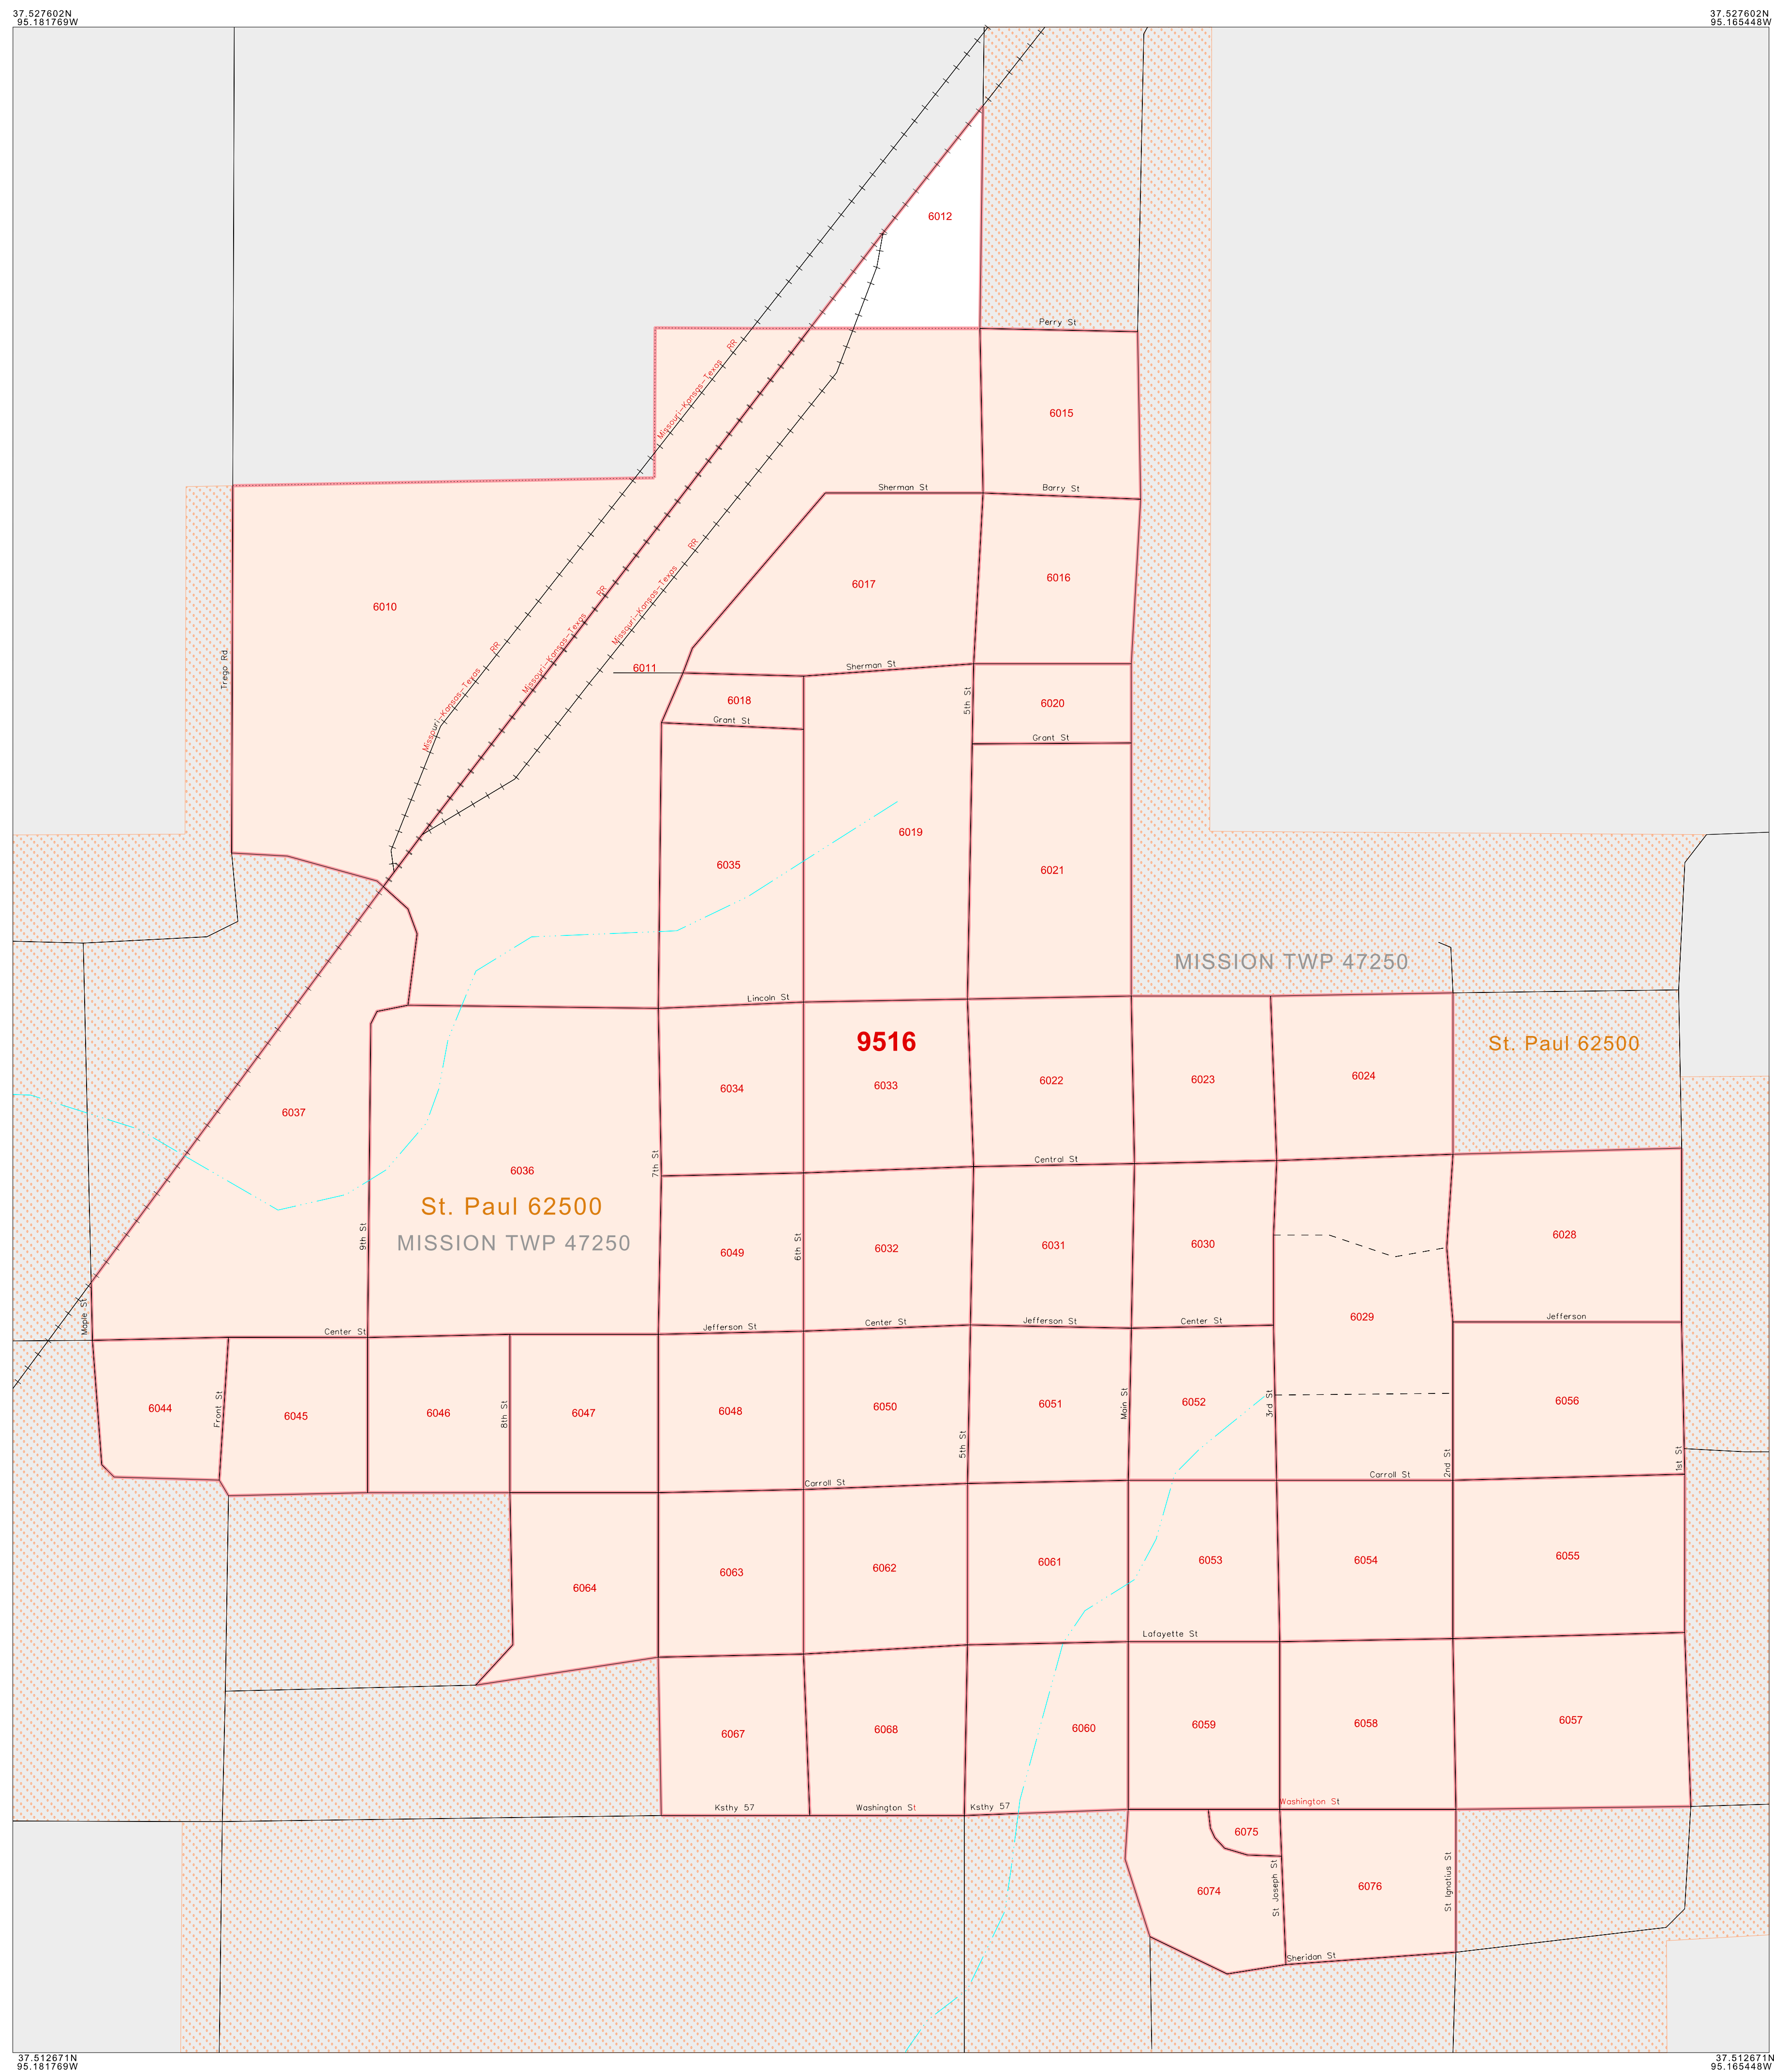 37.527602N
95.181769W
37.527602N
95.165448W
6012
Perry St
Missouri-Kansas-Texas RR
6015
Sherman St
Barry St
6010
6017
6016
Missouri-Kansas-Texas RR
Missouri-Kansas-Texas RR
Missouri-Kansas-Texas RR
Trego Rd
6011
Sherman St
6018
5th St
6020
Grant St
Grant St
6035
6019
6021
MISSION TWP 47250
Lincoln St
9516
St. Paul 62500
6037
6034
6033
6022
6023
6024
7th St
Central St
6036
St. Paul 62500
MISSION TWP 47250
9th St
6049
6th St
6032
6031
6030
6028
Maple St
Center St
Jefferson St
Center St
Jefferson St
Center St
6029
Jefferson
6044
Front St
6045
6046
8th St
6047
6048
6050
5th St
6051
Main St
6052
3rd St
2nd St
6056
1st St
Carroll St
Carroll St
6064
6063
6062
6061
6053
6054
6055
Lafayette St
6067
6068
6060
6059
6058
6057
Ksthy 57
Washington St
Ksthy 57
Washington St
6075
6074
St Joseph St
6076
St Ignatius St
Sheridan St
37.512671N
95.181769W
37.512671N
95.165448W